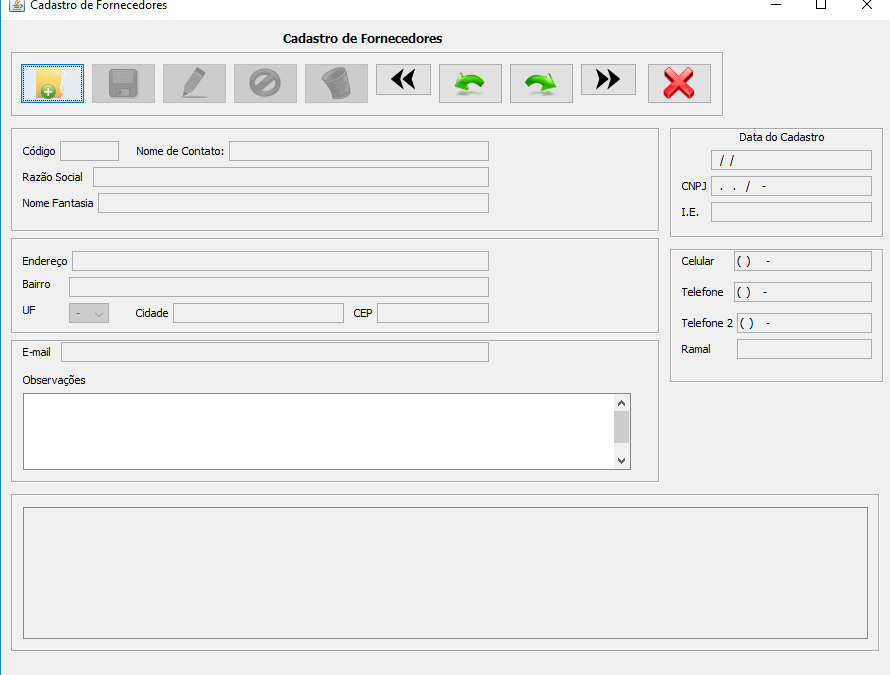 Cadastro de Fornecedores
Cadastro de Fornecedores
Código
Nome de Contato:
Razão Social
Nome Fantasia
Data do Cadastro
/ /
CNPJ . . / -
I.E.
Endereço
Bairro
UF - Cidade CEP
Celular ( ) -
Telefone ( ) -
Telefone 2 ( ) -
Ramal
E-mail
Observações